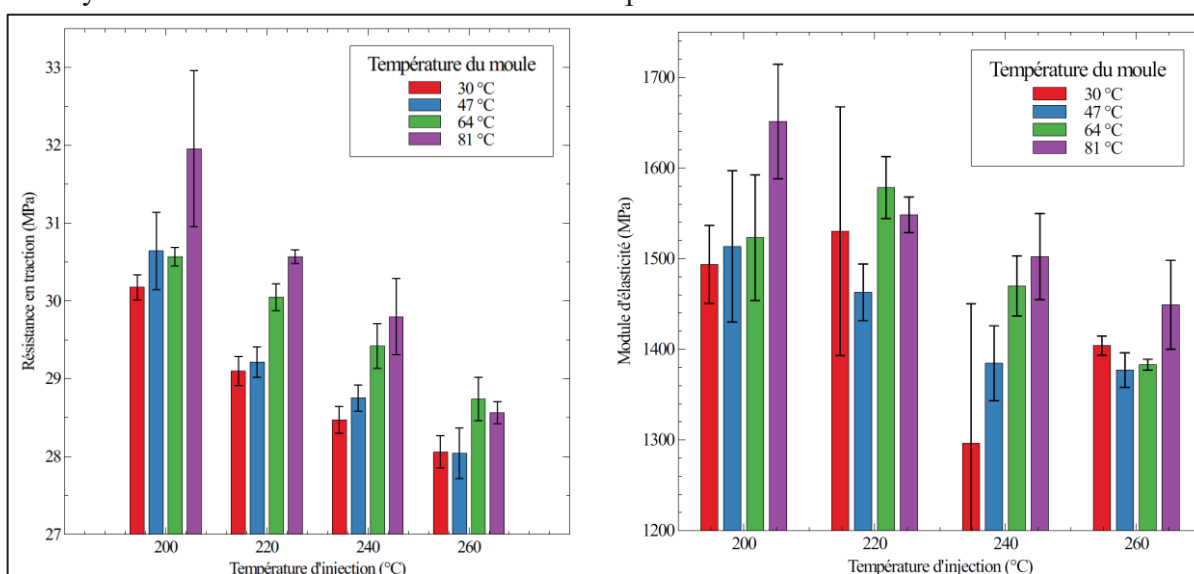 Résistance en traction (MPa)
33
32
31
30
29
28
27
Température du moule
30 °C
47 °C
64 °C
81 °C
200 220 240 260
Température d'injection (°C)
Module d'élasticité (MPa)
1700
1600
1500
1400
1300
1200
Température du moule
30 °C
47 °C
64 °C
81 °C
200 220 240 260
Température d'injection (°C)